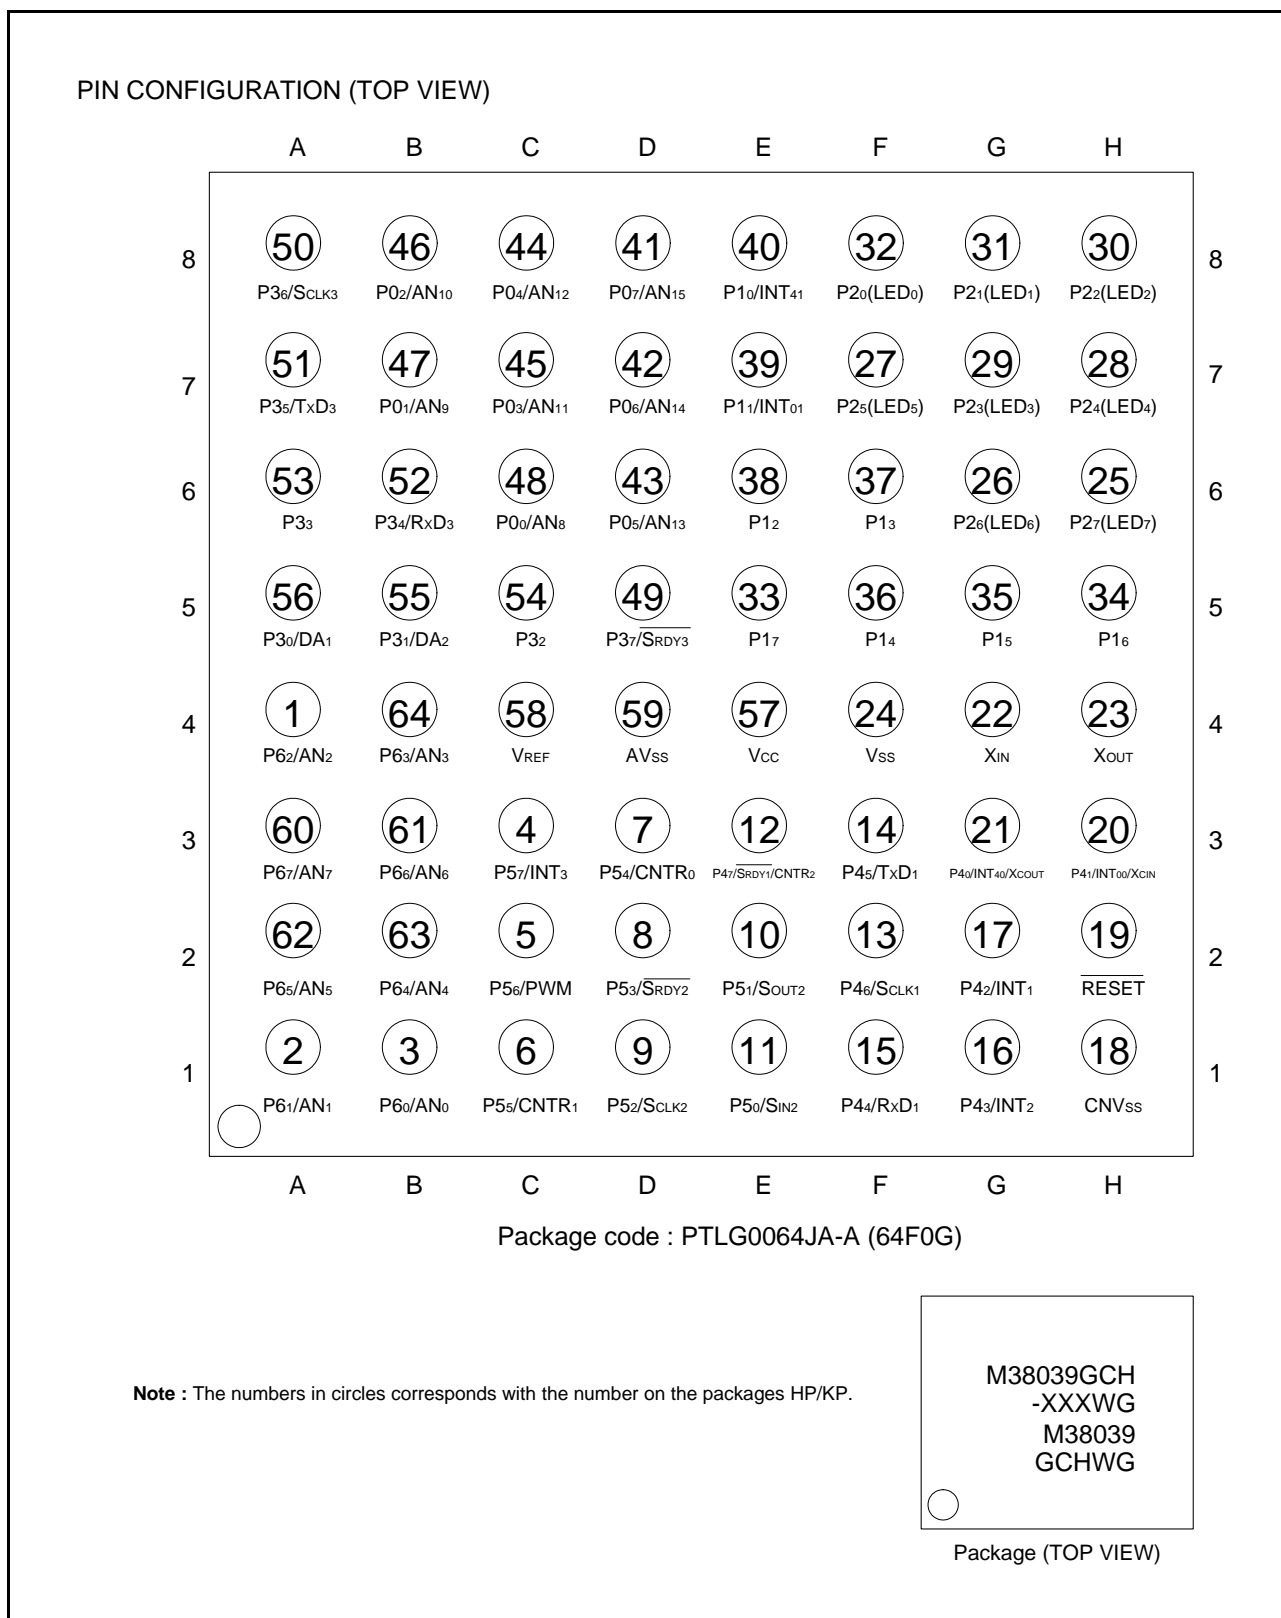 PIN CONFIGURATION (TOP VIEW)
A B C D E F G H
8 50 46 44 41 40 32 31 30 8
P36/SCLK3 P02/AN10 P04/AN12 P07/AN15 P10/INT41 P20(LED0) P21(LED1) P22(LED2)
7 51 47 45 42 39 27 29 28 7
P35/TxD3 P01/AN9 P03/AN11 P06/AN14 P11/INT01 P25(LED5) P23(LED3) P24(LED4)
6 53 52 48 43 38 37 26 25 6
P33 P34/RxD3 P00/AN8 P05/AN13 P12 P13 P26(LED6) P27(LED7)
5 56 55 54 49 33 36 35 34 5
P30/DA1 P31/DA2 P32 P37/SRDY3 P17 P14 P15 P16
4 1 64 58 59 57 24 22 23 4
P62/AN2 P63/AN3 VREF AVSS VCC VSS XIN XOUT
3 60 61 4 7 12 14 21 20 3
P67/AN7 P66/AN6 P57/INT3 P54/CNTR0 P47/SRDY1/CNTR2 P45/TxD1 P40/INT40/XCOUT P41/INT00/XCIN
2 62 63 5 8 10 13 17 19 2
P65/AN5 P64/AN4 P56/PWM P53/SRDY2 P51/SOUT2 P46/SCLK1 P42/INT1 RESET
1 2 3 6 9 11 15 16 18 1
P61/AN1 P60/AN0 P55/CNTR1 P52/SCLK2 P50/SIN2 P44/RxD1 P43/INT2 CNVSS
A B C D E F G H
Package code : PTLG0064JA-A (64F0G)
Note : The numbers in circles corresponds with the number on the packages HP/KP.
M38039GCH
-XXXWG
M38039
GCHWG
Package (TOP VIEW)